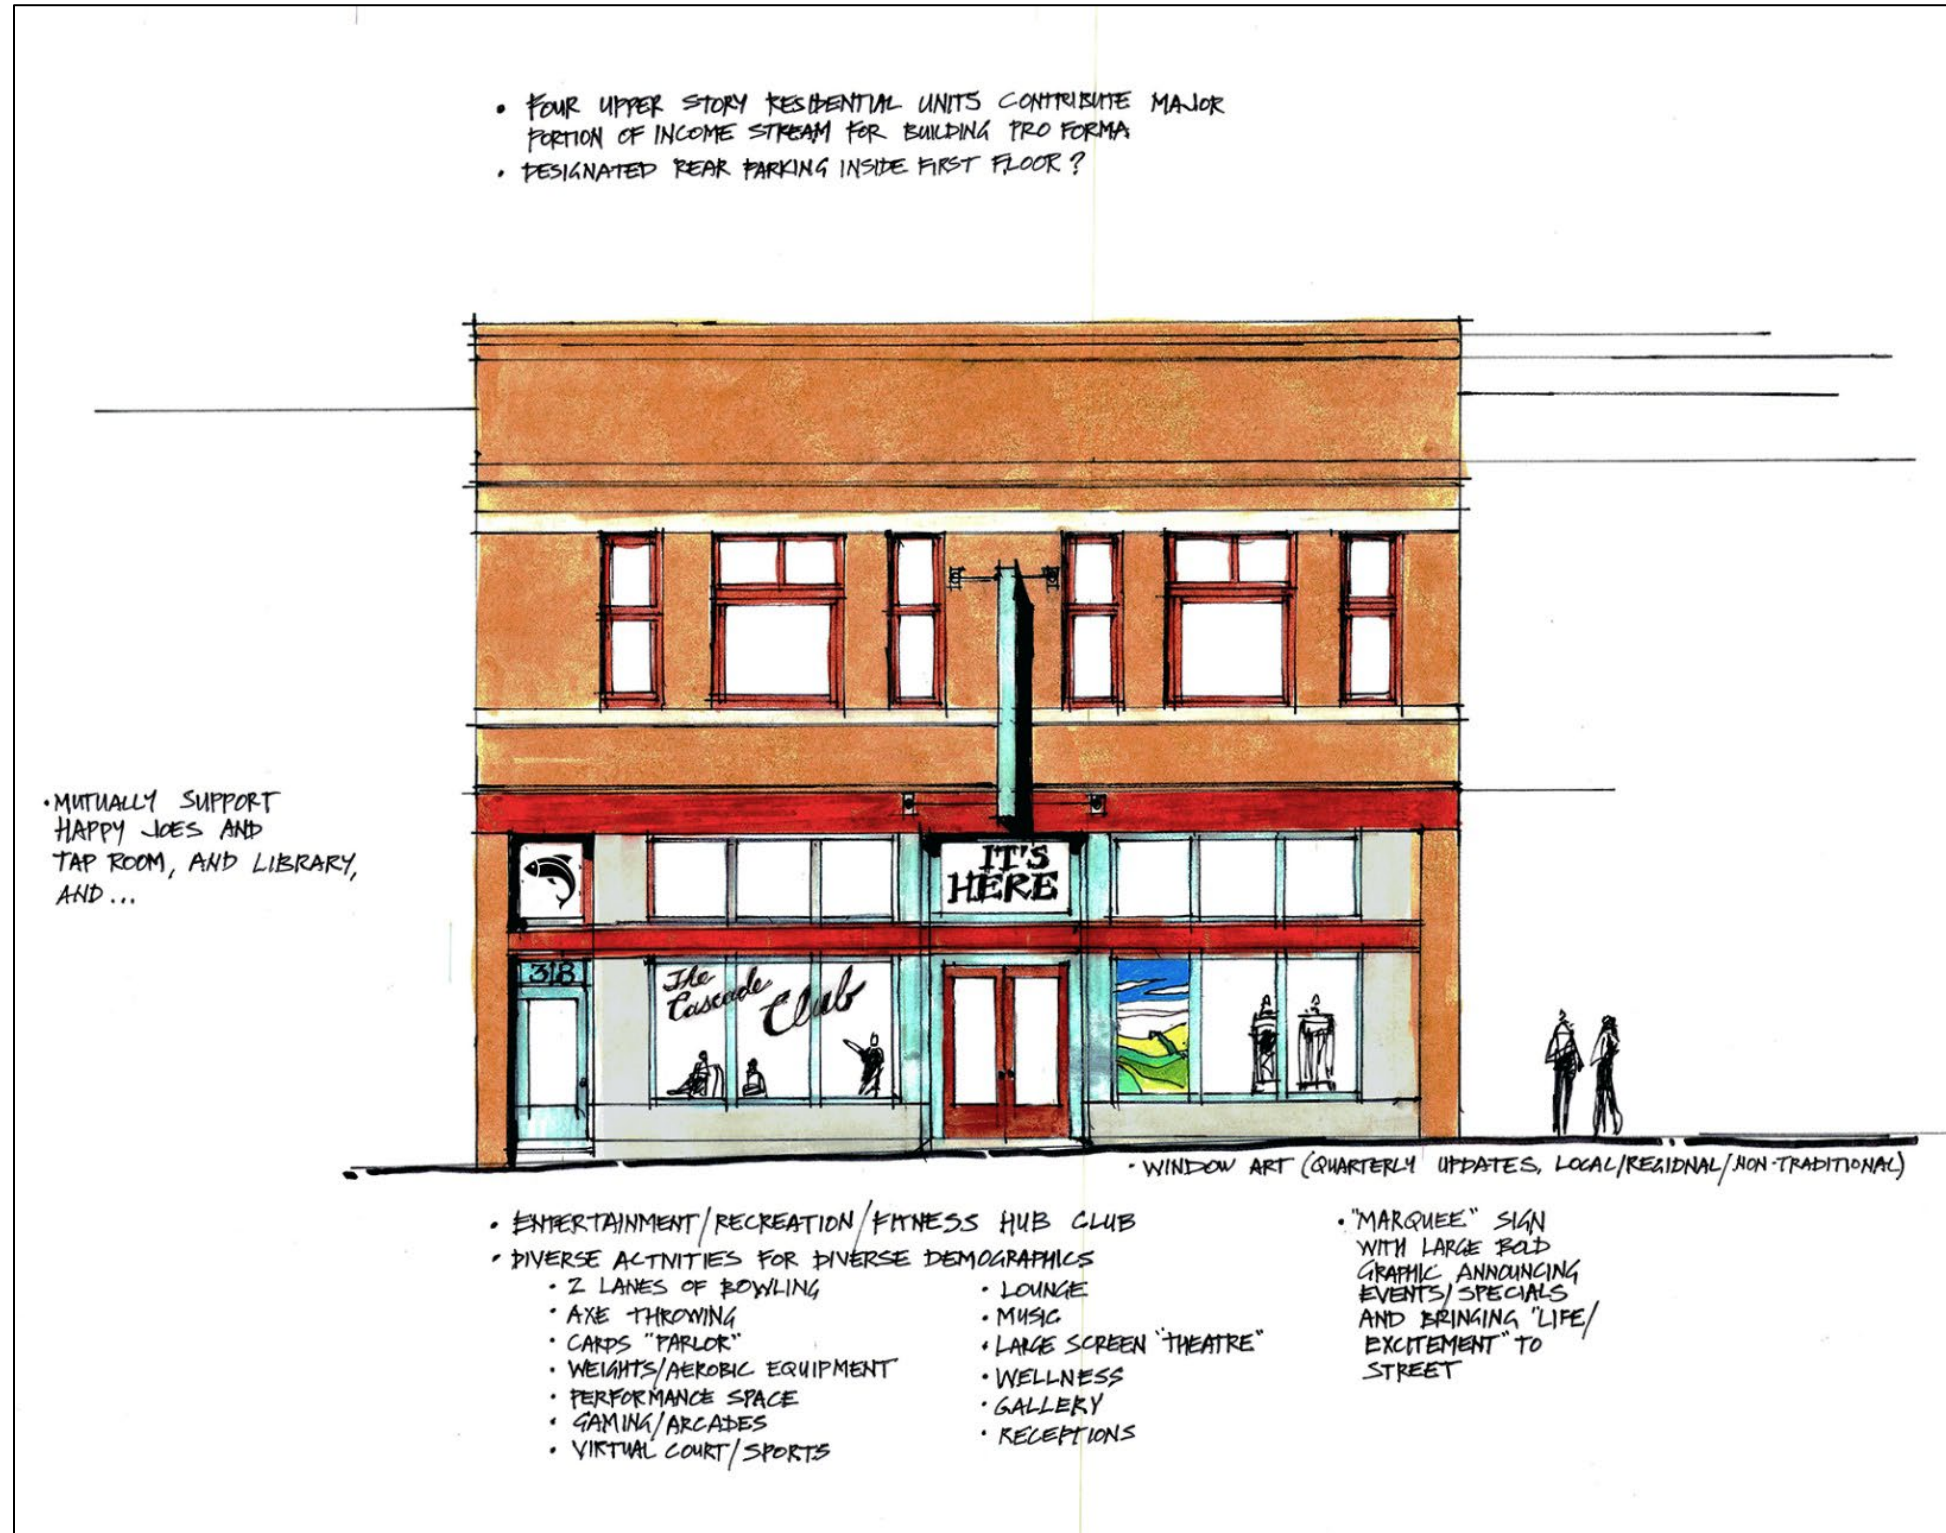 • FOUR UPPER STORY RESIDENTIAL UNITS CONTRIBUTE MAJOR
PORTION OF INCOME STREAM FOR BUILDING PRO FORMA
• DESIGNATED REAR PARKING INSIDE FIRST FLOOR?
• MUTUALLY SUPPORT
HAPPY JOES AND
TAP ROOM, AND LIBRARY,
AND...
IT'S
HERE
318
The
Cascade
Club
• WINDOW ART (QUARTERLY UPDATES, LOCAL/REGIONAL/NON-TRADITIONAL)
• ENTERTAINMENT/RECREATION/FITNESS HUB CLUB
• DIVERSE ACTIVITIES FOR DIVERSE DEMOGRAPHICS
• 2 LANES OF BOWLING
• AXE THROWING
• CARDS "PARLOR"
• WEIGHTS/AEROBIC EQUIPMENT
• PERFORMANCE SPACE
• GAMING/ARCADES
• VIRTUAL COURT/SPORTS
• LOUNGE
• MUSIC
• LARGE SCREEN "THEATRE"
• WELLNESS
• GALLERY
• RECEPTIONS
• "MARQUEE" SIGN
WITH LARGE BOLD
GRAPHIC ANNOUNCING
EVENTS/SPECIALS
AND BRINGING "LIFE/
EXCITEMENT" TO
STREET